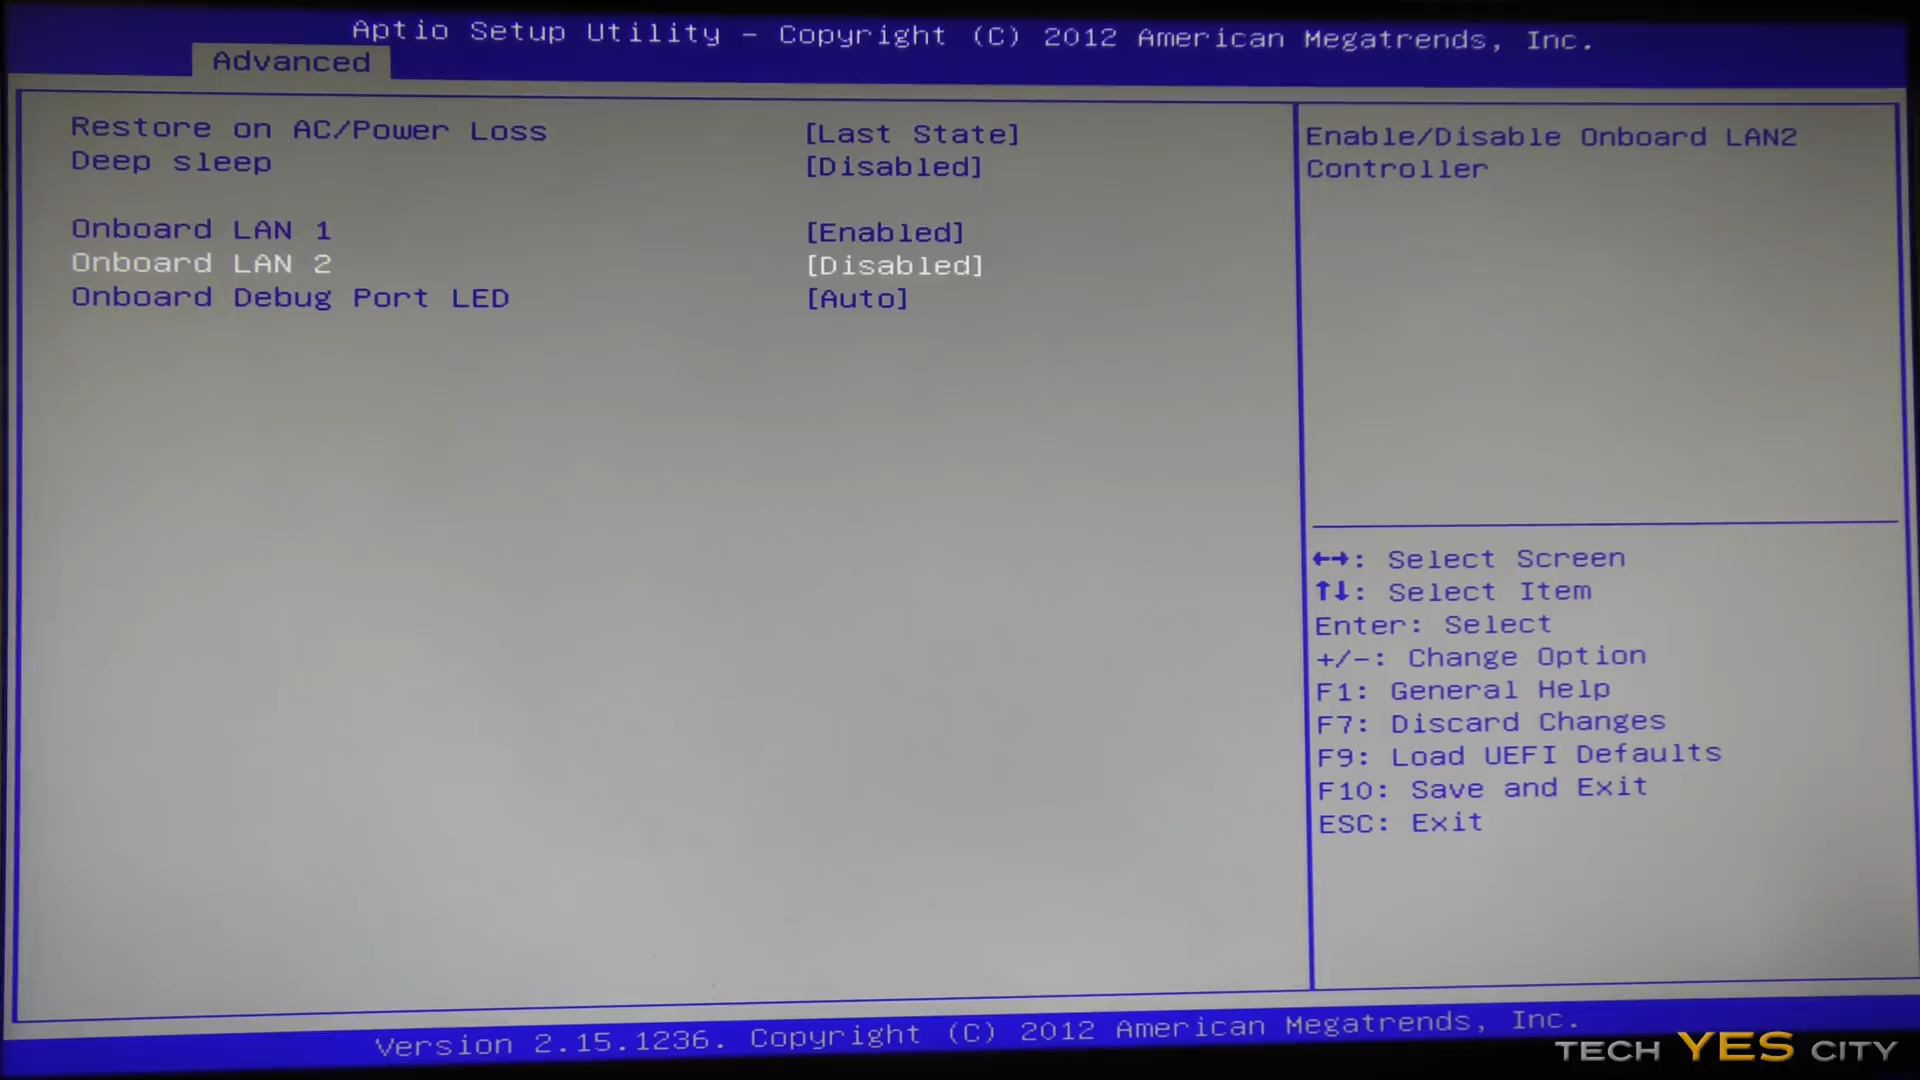 Aptio Setup Utility - Copyright (C) 2012 American Megatrends, Inc.
Advanced
Restore on AC/Power Loss [Last State]
Deep sleep [Disabled]
Onboard LAN 1 [Enabled]
Onboard LAN 2 [Disabled]
Onboard Debug Port LED [Auto]
Enable/Disable Onboard LAN2
Controller
←→: Select Screen
↑↓: Select Item
Enter: Select
+/-: Change Option
F1: General Help
F7: Discard Changes
F9: Load UEFI Defaults
F10: Save and Exit
ESC: Exit
Version 2.15.1236. Copyright (C) 2012 American Megatrends, Inc.
TECH YES CITY